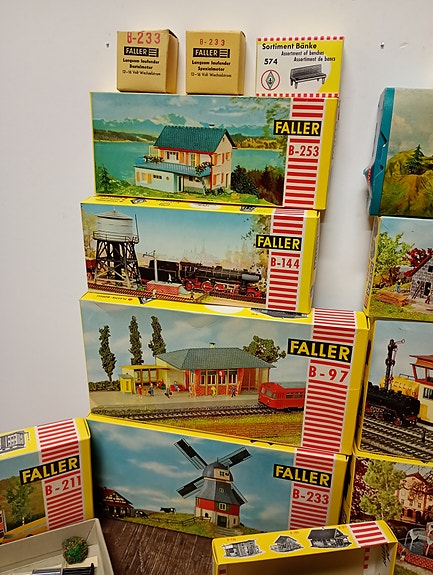 B-233
FALLER
Langsam laufender
Bastelmotor
12-16 Volt Wechselstrom
B-233
FALLER
Langsam laufender
Spezialmotor
12-16 Volt Wechselstrom
Sortiment Bänke
Assortment of benches
Assortiment de bancs
574
FALLER
B-253
FALLER
B-144
FALLER
B-97
FALLER
B-211
FALLER
B-233